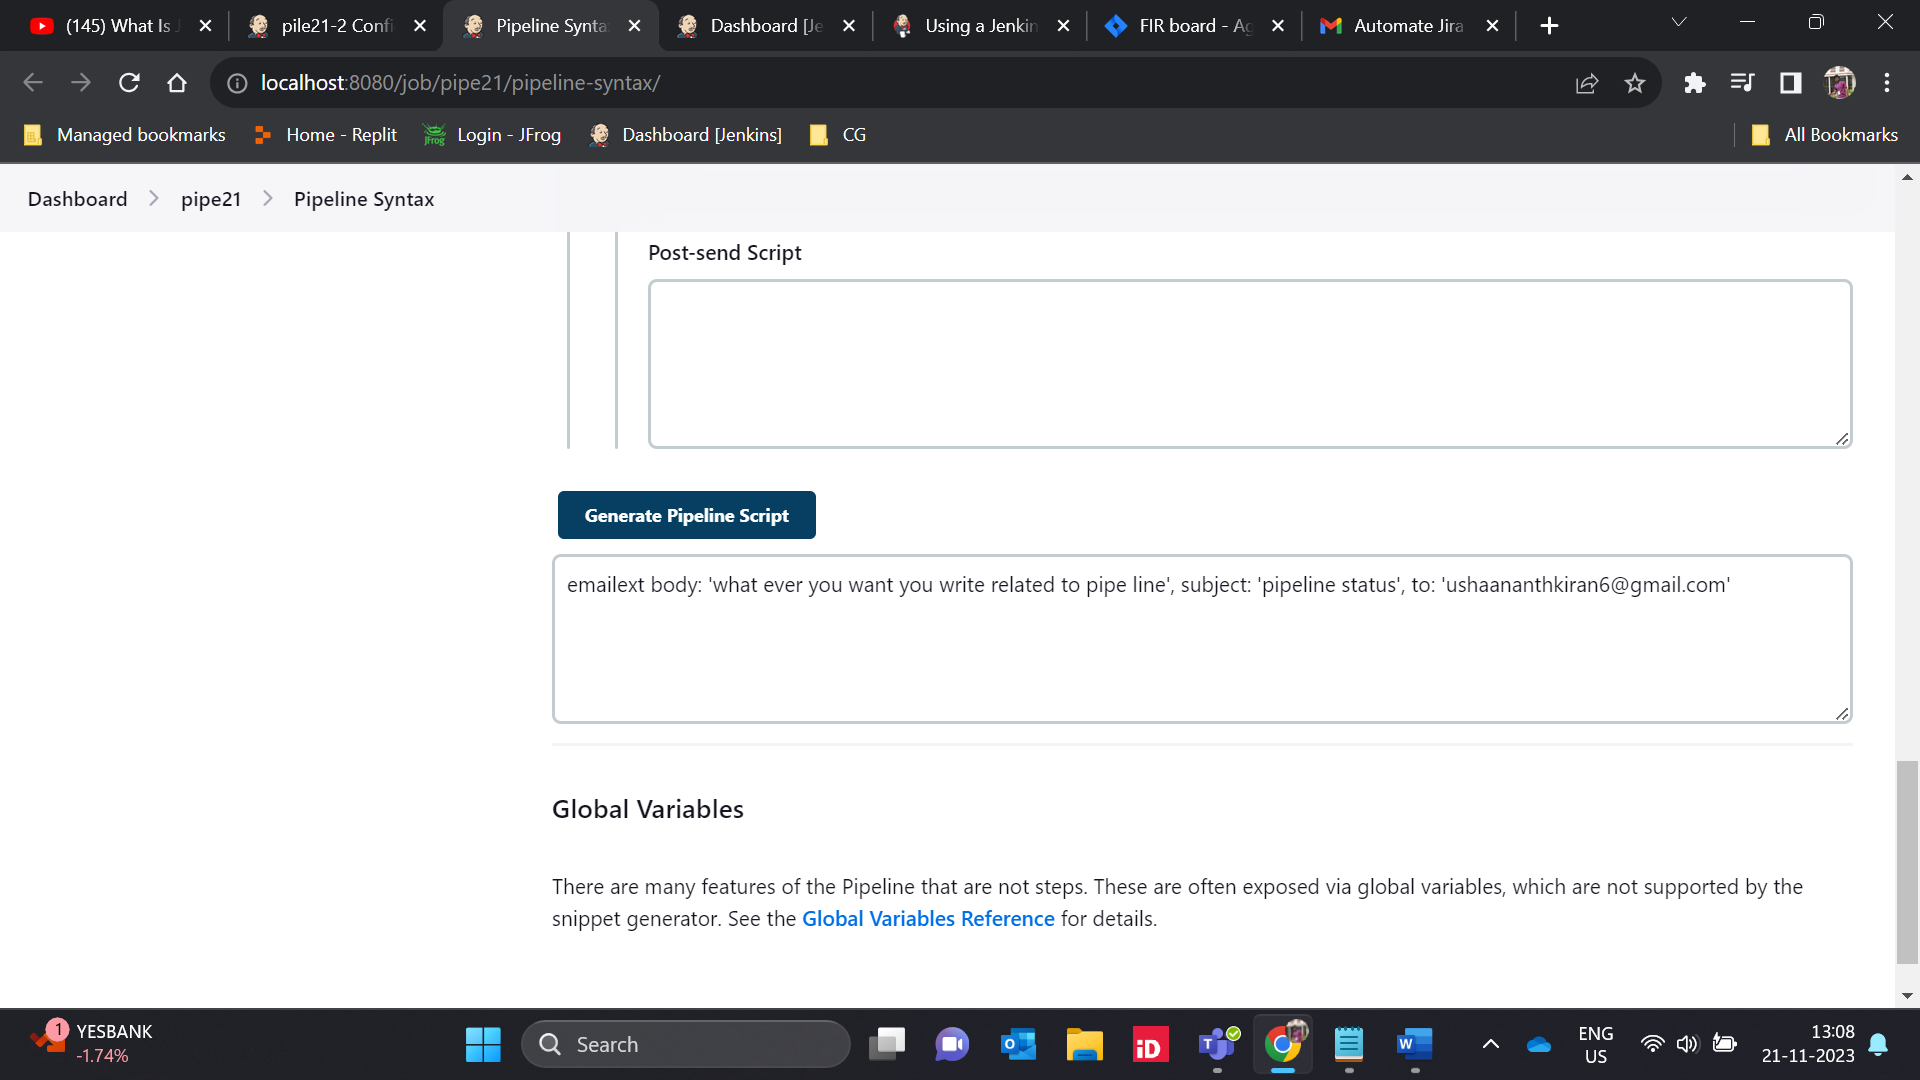 (145) What Is J
pile21-2 Confi
Pipeline Synta
Dashboard [Je
Using a Jenkin
FIR board - Ag
Automate Jira
localhost:8080/job/pipe21/pipeline-syntax/
Managed bookmarks
Home - Replit
Login - JFrog
Dashboard [Jenkins]
CG
All Bookmarks
Dashboard
pipe21
Pipeline Syntax
Post-send Script
Generate Pipeline Script
emailext body: 'what ever you want you write related to pipe line', subject: 'pipeline status', to: 'ushaananthkiran6@gmail.com'
Global Variables
There are many features of the Pipeline that are not steps. These are often exposed via global variables, which are not supported by the
snippet generator. See the Global Variables Reference for details.
1
YESBANK
-1.74%
Search
iD
ENG
US
13:08
21-11-2023